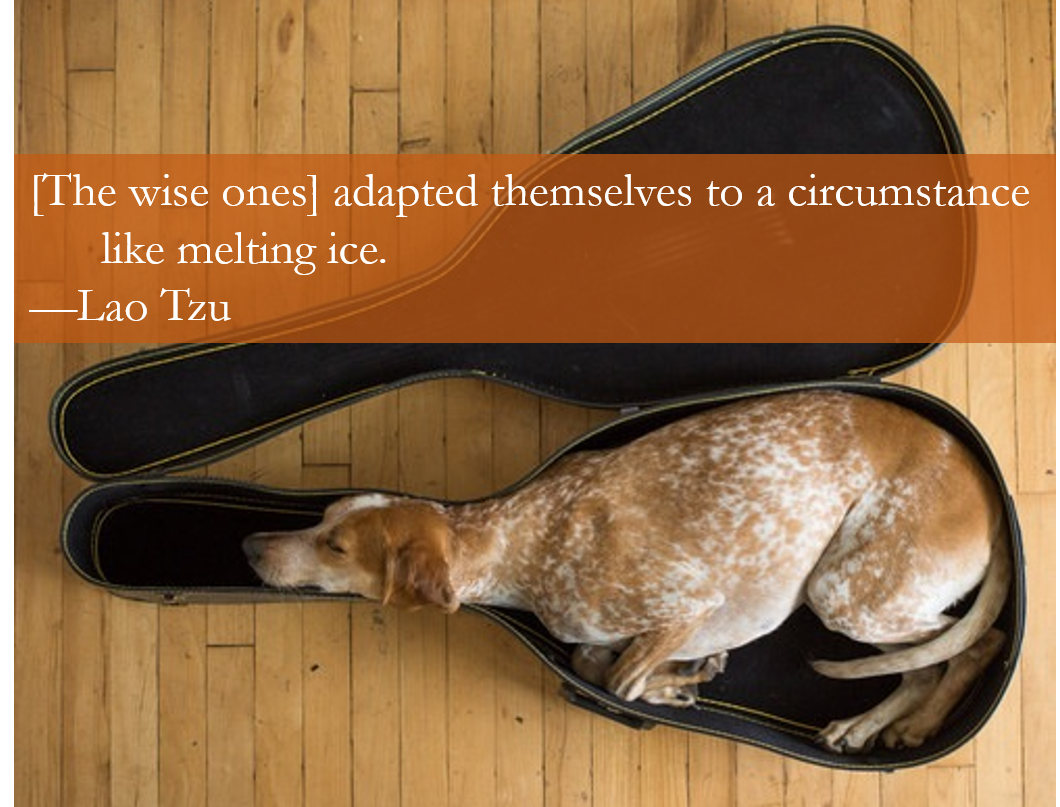 [The wise ones] adapted themselves to a circumstance
like melting ice.
—Lao Tzu